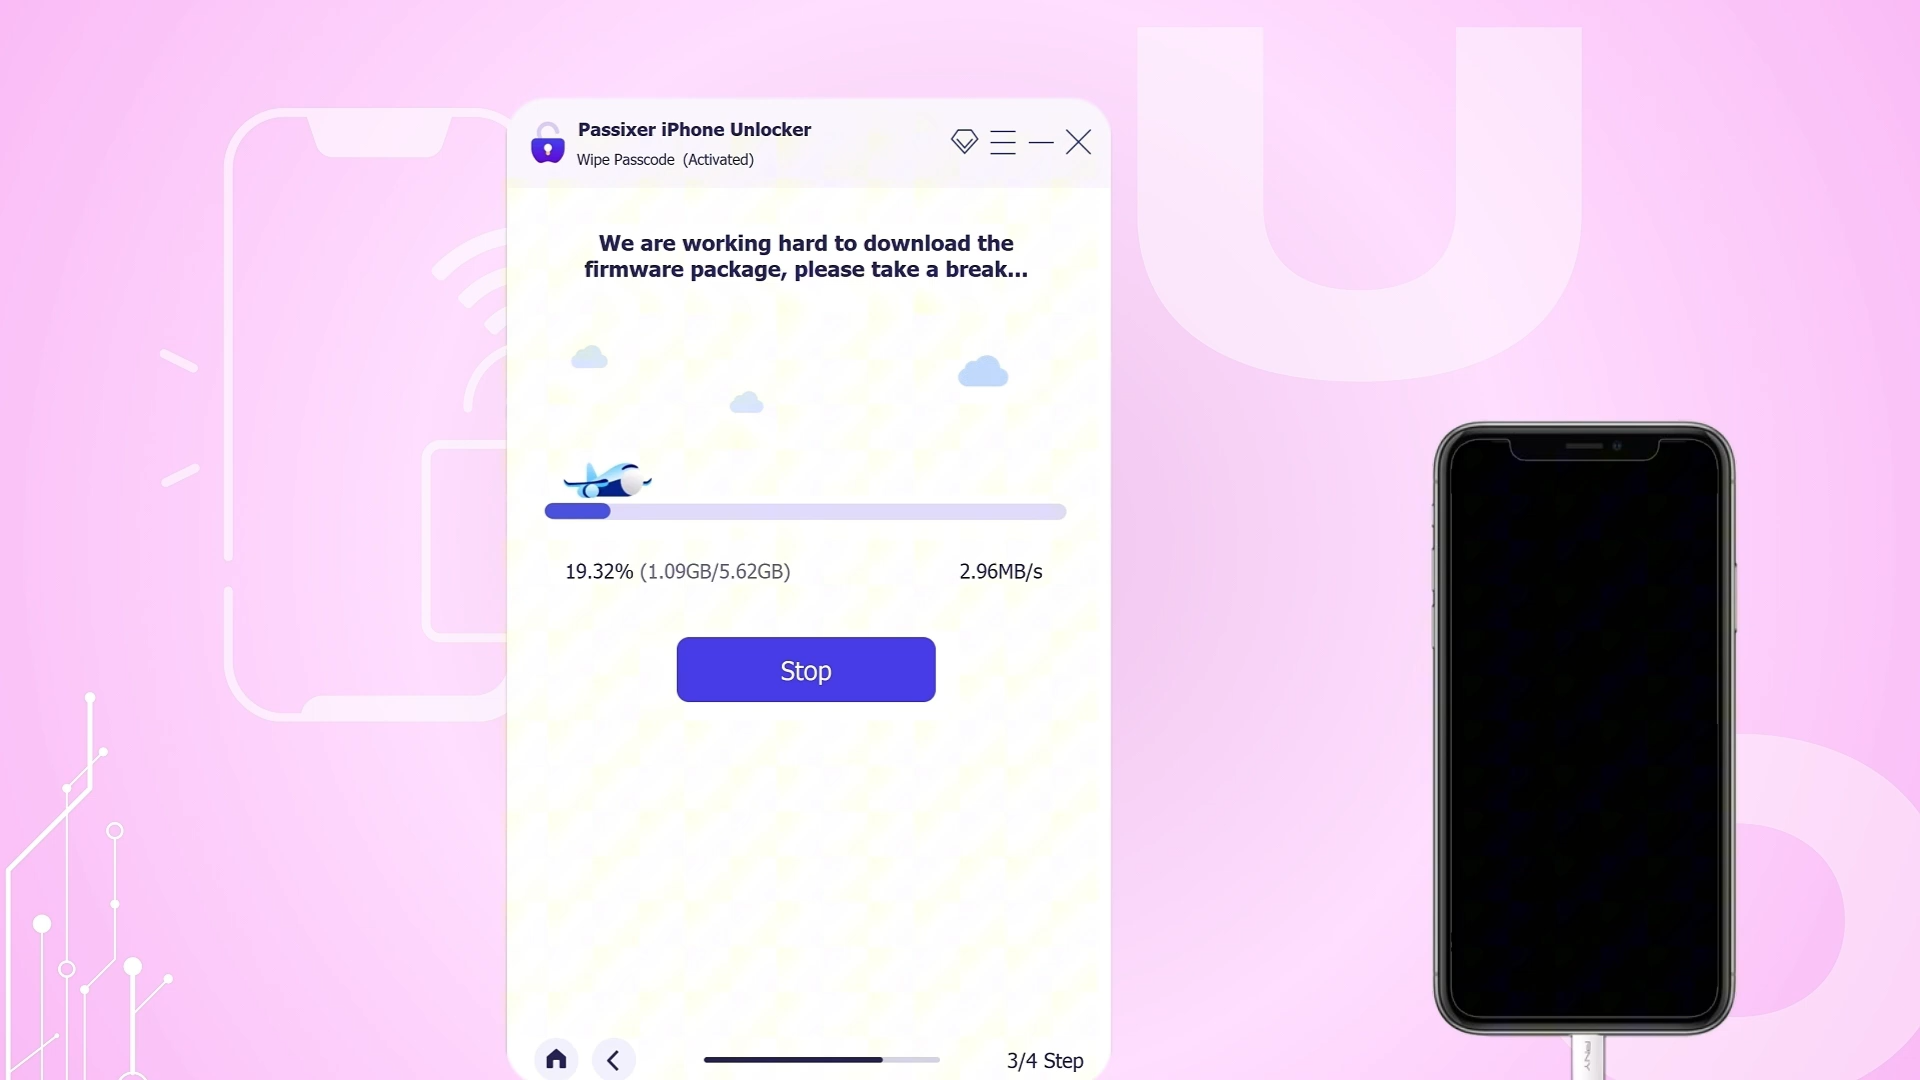 Passixer iPhone Unlocker
Wipe Passcode (Activated)
We are working hard to download the
firmware package, please take a break...
19.32% (1.09GB/5.62GB)
2.96MB/s
Stop
3/4 Step
PNY